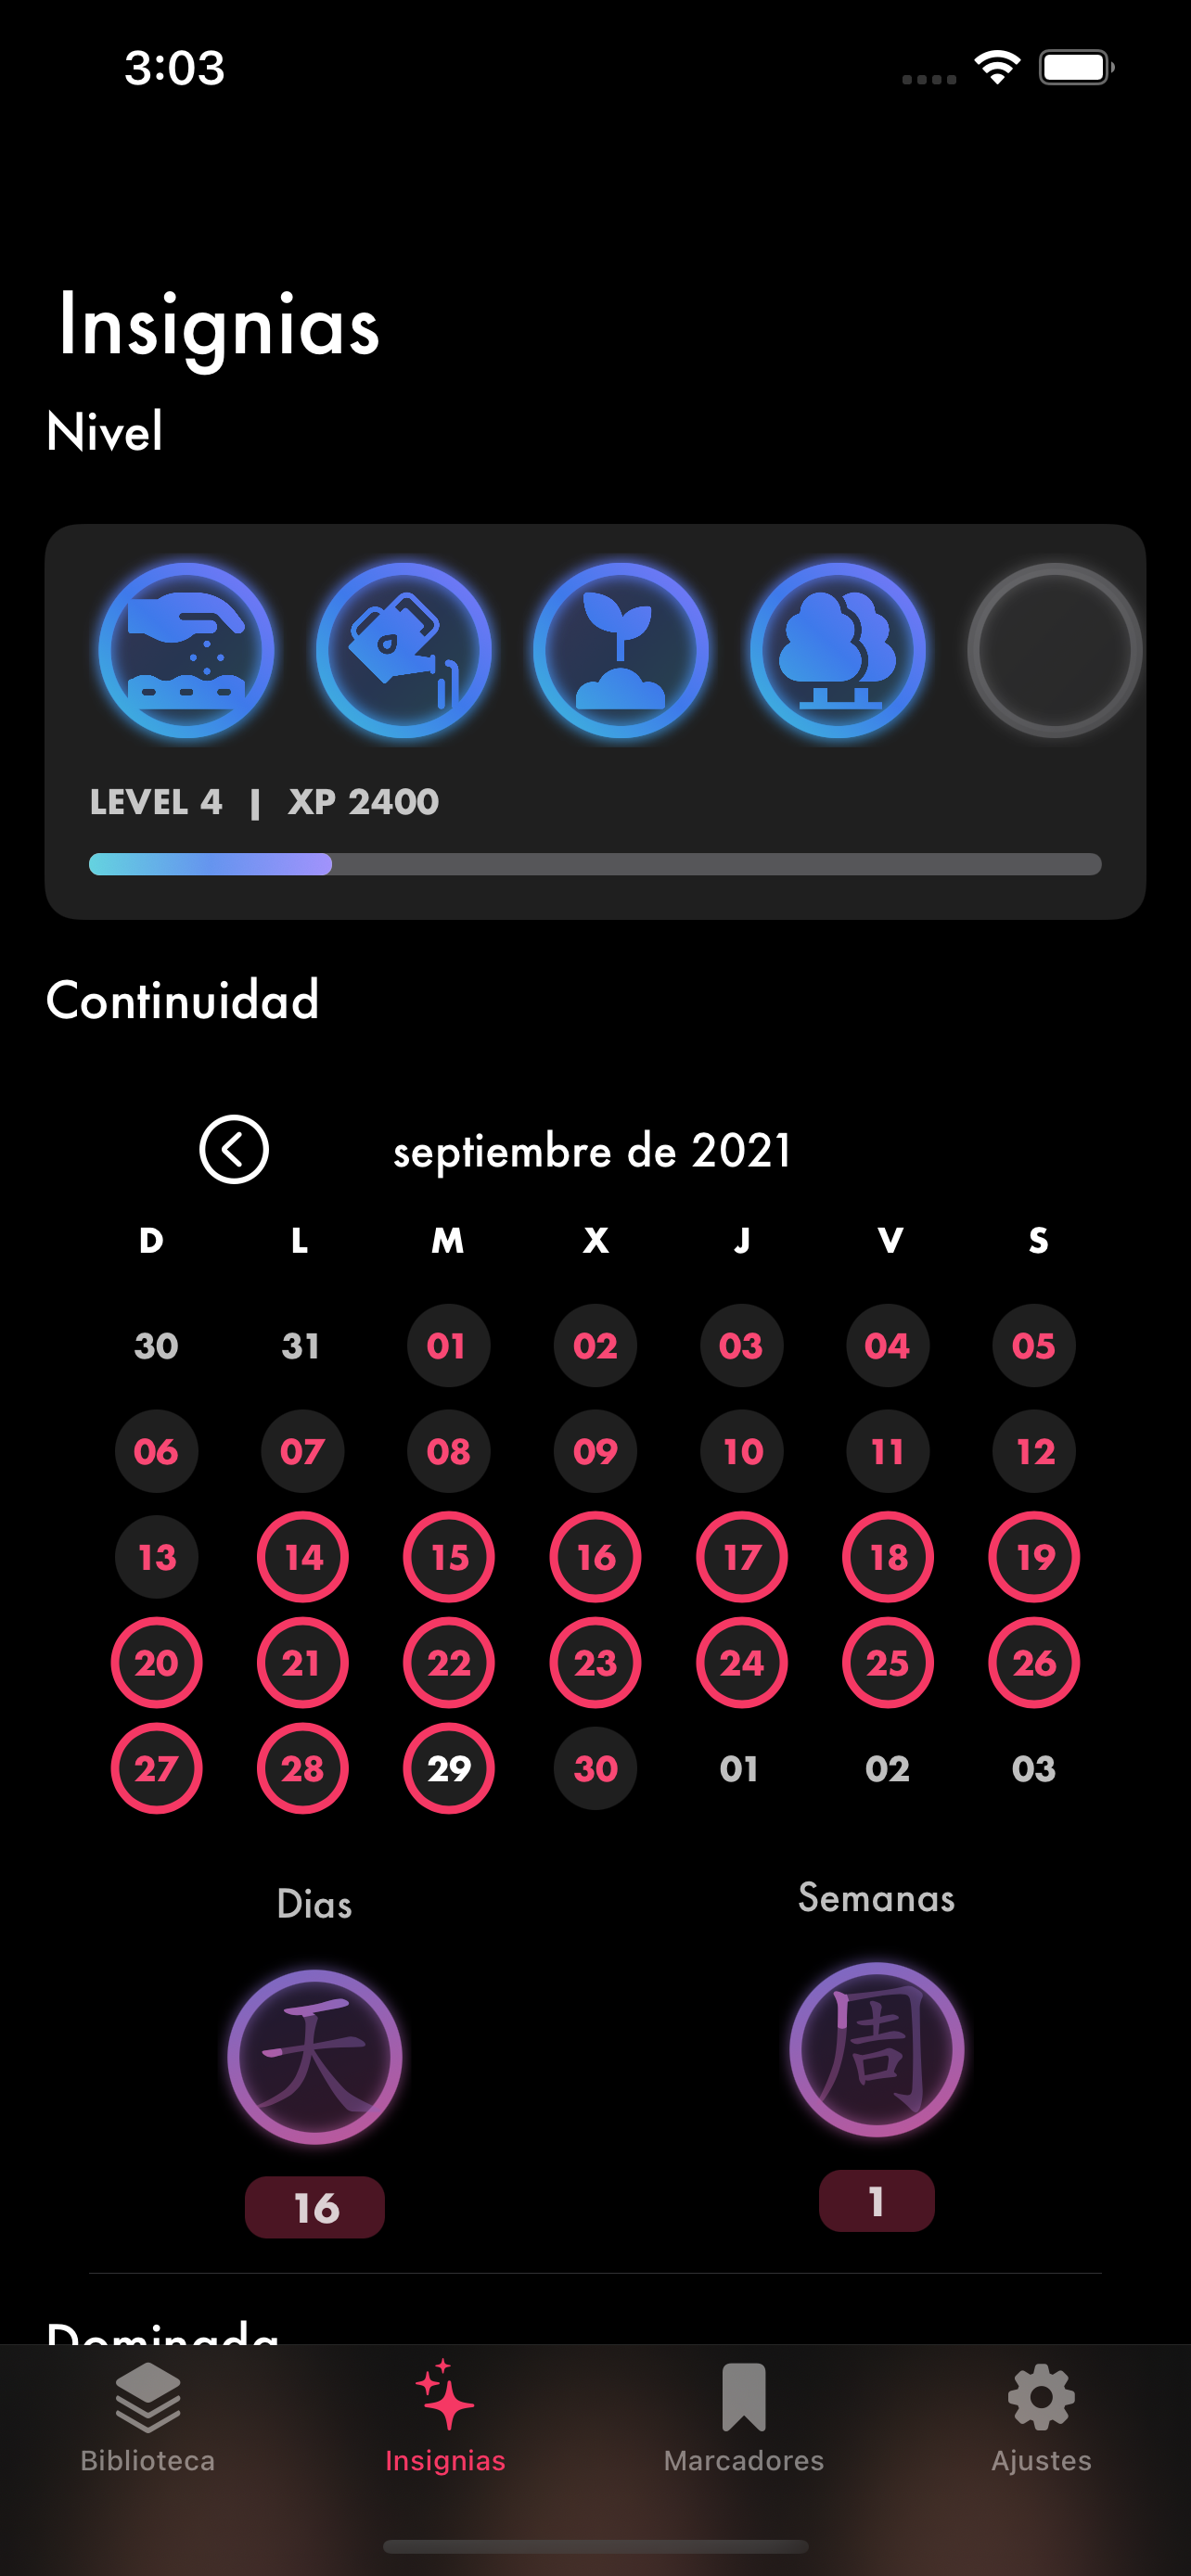 3:03
Insignias
Nivel
LEVEL 4 | XP 2400
Continuidad
septiembre de 2021
D L M X J V S
30 31 01 02 03 04 05
06 07 08 09 10 11 12
13 14 15 16 17 18 19
20 21 22 23 24 25 26
27 28 29 30 01 02 03
Dias Semanas
天 周
16 1
Dominada
Biblioteca Insignias Marcadores Ajustes